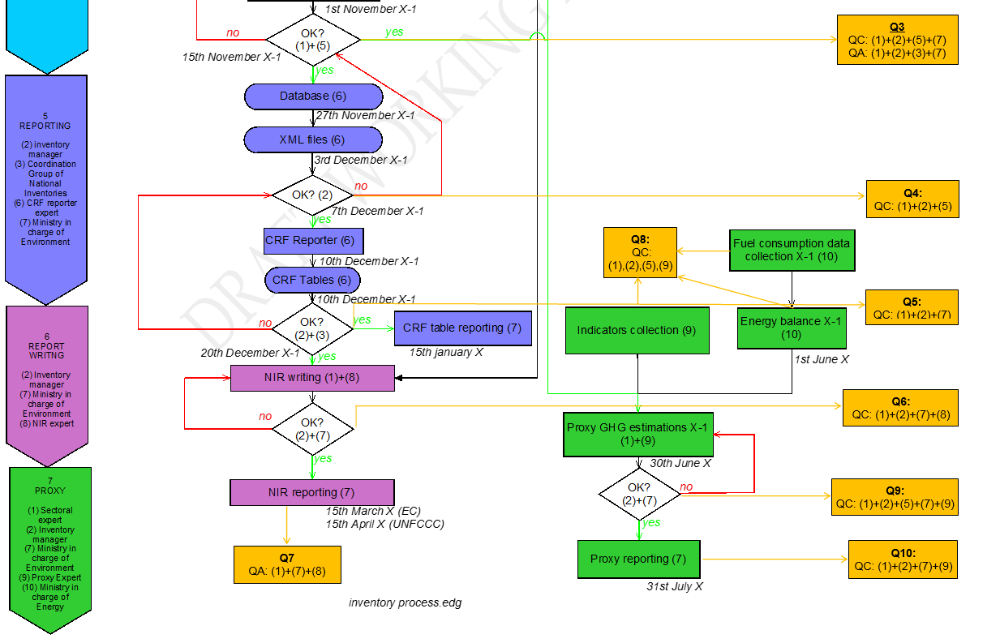 1st November X-1
OK?
(1)+(5)
no
yes
15th November X-1
yes
Q3
QC: (1)+(2)+(5)+(7)
QA: (1)+(2)+(3)+(7)
Database (6)
27th November X-1
XML files (6)
3rd December X-1
OK? (2)
no
7th December X-1
yes
Q4:
QC: (1)+(2)+(5)
CRF Reporter (6)
10th December X-1
CRF Tables (6)
10th December X-1
OK?
(2)+(3)
no
yes
20th December X-1
yes
CRF table reporting (7)
15th january X
Q8:
QC:
(1),(2),(5),(9)
Fuel consumption data
collection X-1 (10)
Q5:
QC: (1)+(2)+(7)
Indicators collection (9)
Energy balance X-1
(10)
1st June X
NIR writing (1)+(8)
OK?
(2)+(7)
no
yes
Q6:
QC: (1)+(2)+(7)+(8)
Proxy GHG estimations X-1
(1)+(9)
30th June X
OK?
(2)+(7)
no
yes
Q9:
QC: (1)+(2)+(5)+(7)+(9)
NIR reporting (7)
15th March X (EC)
15th April X (UNFCCC)
Q7
QA: (1)+(7)+(8)
Proxy reporting (7)
31st July X
Q10:
QC: (1)+(2)+(7)+(9)
inventory process.edg
5
REPORTING
(2) inventory
manager
(3) Coordination
Group of
National
Inventories
(6) CRF reporter
expert
(7) Ministry in
charge of
Environment
6
REPORT
WRITNG
(2) Inventory
manager
(7) Ministry in
charge of
Environment
(8) NIR expert
7
PROXY
(1) Sectoral
expert
(2) Inventory
manager
(7) Ministry in
charge of
Environment
(9) Proxy Expert
(10) Ministry in
charge of
Energy
DRAFT WORKING